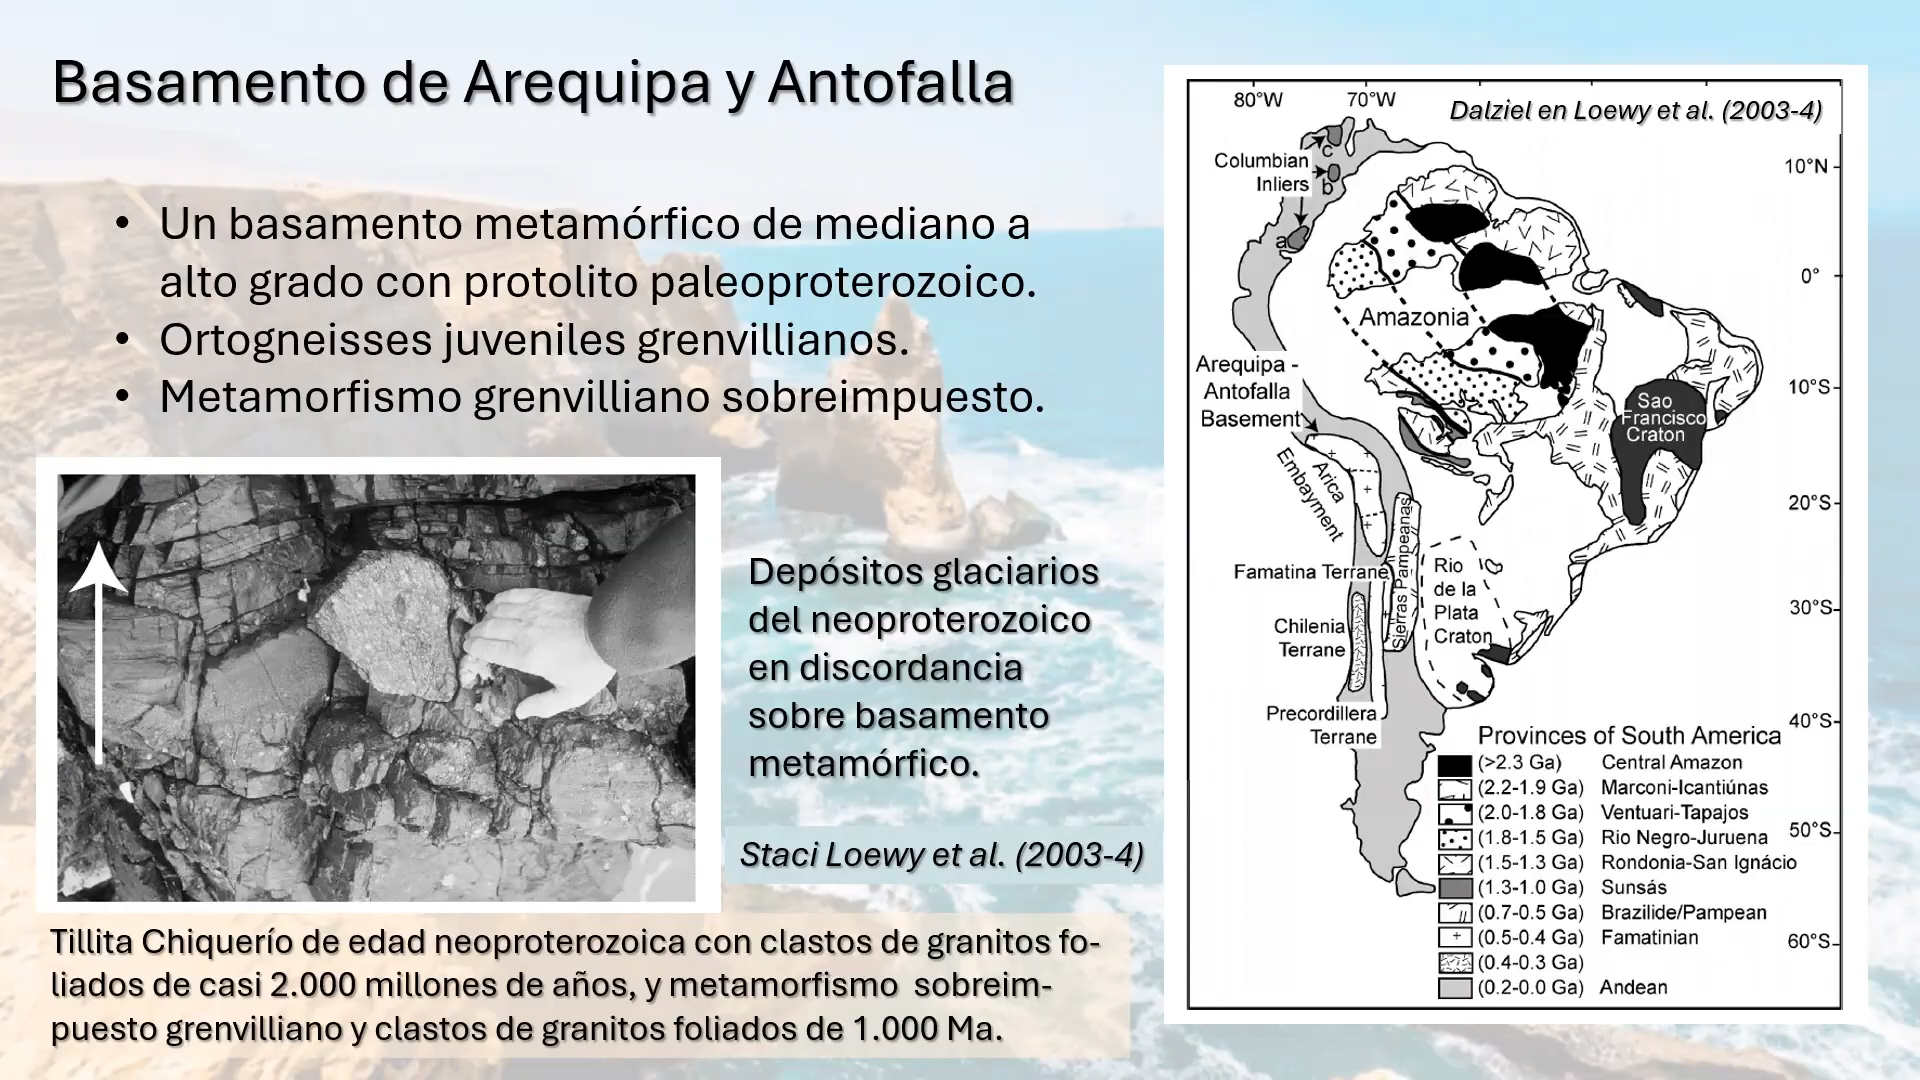 Basamento de Arequipa y Antofalla
• Un basamento metamórfico de mediano a
alto grado con protolito paleoproterozoico.
• Ortogneisses juveniles grenvillianos.
• Metamorfismo grenvilliano sobreimpuesto.
Depósitos glaciarios
del neoproterozoico
en discordancia
sobre basamento
metamórfico.
Staci Loewy et al. (2003-4)
Tillita Chiquerío de edad neoproterozoica con clastos de granitos fo-
liados de casi 2.000 millones de años, y metamorfismo sobreim-
puesto grenvilliano y clastos de granitos foliados de 1.000 Ma.
80°W 70°W
Dalziel en Loewy et al. (2003-4)
Columbian
Inliers
c
b
a
10°N
0°
10°S
20°S
30°S
40°S
50°S
60°S
Amazonia
Arequipa -
Antofalla
Basement
Sao
Francisco
Craton
Arica
Embayment
Sierras Pampeanas
Famatina Terrane
Rio
de la
Plata
Craton
Chilenia
Terrane
Precordillera
Terrane
Provinces of South America
(>2.3 Ga) Central Amazon
(2.2-1.9 Ga) Marconi-Icantiúnas
(2.0-1.8 Ga) Ventuari-Tapajos
(1.8-1.5 Ga) Rio Negro-Juruena
(1.5-1.3 Ga) Rondonia-San Ignácio
(1.3-1.0 Ga) Sunsás
(0.7-0.5 Ga) Brazilide/Pampean
(0.5-0.4 Ga) Famatinian
(0.4-0.3 Ga)
(0.2-0.0 Ga) Andean